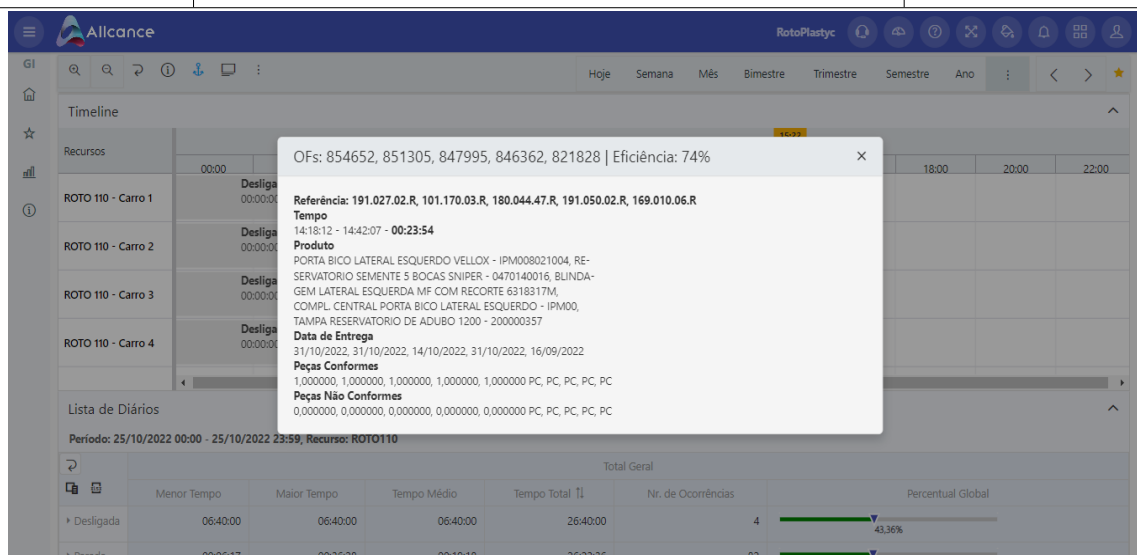 Allcance
RotoPlastyc
GI
Hoje Semana Mês Bimestre Trimestre Semestre Ano
Timeline
15:22
Recursos
00:00 18:00 20:00 22:00
ROTO 110 - Carro 1
Desliga
00:00:00
ROTO 110 - Carro 2
Desliga
00:00:00
ROTO 110 - Carro 3
Desliga
00:00:00
ROTO 110 - Carro 4
Desliga
00:00:00
OFs: 854652, 851305, 847995, 846362, 821828 | Eficiência: 74%
Referência: 191.027.02.R, 101.170.03.R, 180.044.47.R, 191.050.02.R, 169.010.06.R
Tempo
14:18:12 - 14:42:07 - 00:23:54
Produto
PORTA BICO LATERAL ESQUERDO VELLOX - IPM008021004, RE-
SERVATORIO SEMENTE 5 BOCAS SNIPER - 0470140016, BLINDA-
GEM LATERAL ESQUERDA MF COM RECORTE 6318317M,
COMPL. CENTRAL PORTA BICO LATERAL ESQUERDO - IPM00,
TAMPA RESERVATORIO DE ADUBO 1200 - 200000357
Data de Entrega
31/10/2022, 31/10/2022, 14/10/2022, 31/10/2022, 16/09/2022
Peças Conformes
1,000000, 1,000000, 1,000000, 1,000000, 1,000000 PC, PC, PC, PC, PC
Peças Não Conformes
0,000000, 0,000000, 0,000000, 0,000000, 0,000000 PC, PC, PC, PC, PC
Lista de Diários
Período: 25/10/2022 00:00 - 25/10/2022 23:59, Recurso: ROTO110
Total Geral
Menor Tempo Maior Tempo Tempo Médio Tempo Total Nr. de Ocorrências Percentual Global
Desligada 06:40:00 06:40:00 06:40:00 26:40:00 4 43,36%